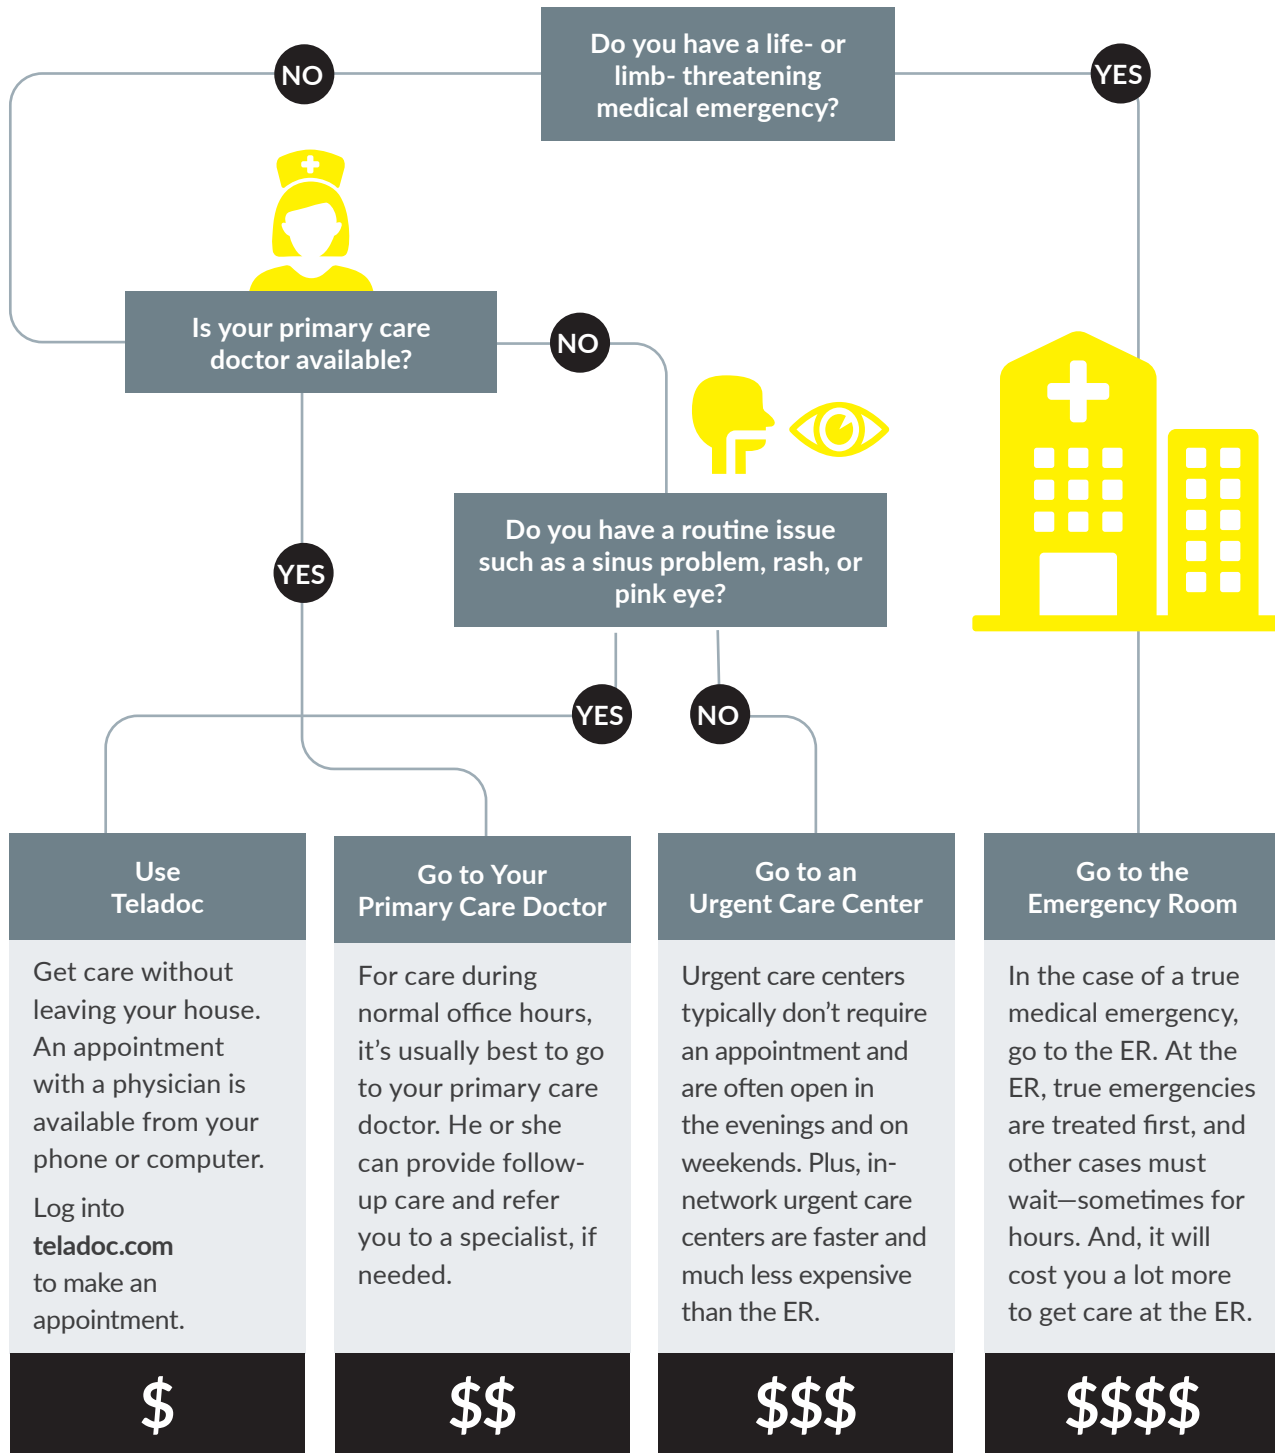 Do you have a life- or
limb- threatening
medical emergency?
NO
YES
Is your primary care
doctor available?
NO
Do you have a routine issue
such as a sinus problem, rash, or
pink eye?
YES
YES
NO
Use
Teladoc
Get care without
leaving your house.
An appointment
with a physician is
available from your
phone or computer.
Log into
teladoc.com
to make an
appointment.
$
Go to Your
Primary Care Doctor
For care during
normal office hours,
it’s usually best to go
to your primary care
doctor. He or she
can provide follow-
up care and refer
you to a specialist, if
needed.
$$
Go to an
Urgent Care Center
Urgent care centers
typically don’t require
an appointment and
are often open in
the evenings and on
weekends. Plus, in-
network urgent care
centers are faster and
much less expensive
than the ER.
$$$
Go to the
Emergency Room
In the case of a true
medical emergency,
go to the ER. At the
ER, true emergencies
are treated first, and
other cases must
wait—sometimes for
hours. And, it will
cost you a lot more
to get care at the ER.
$$$$